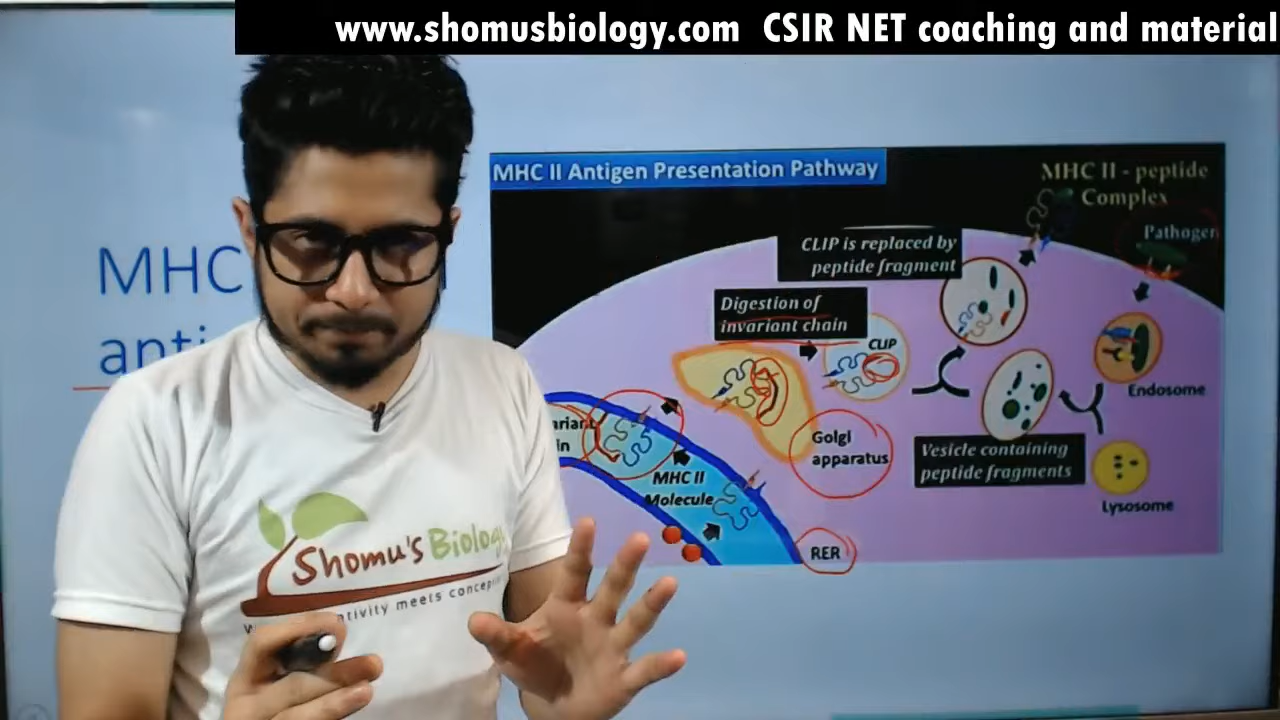 www.shomusbiology.com CSIR NET coaching and material
MHC II Antigen Presentation Pathway
MHC II - peptide
Complex
Pathogen
CLIP is replaced by
peptide fragment
MHC
Digestion of
invariant chain
CLIP
Endosome
Golgi
apparatus
Vesicle containing
peptide fragments
MHC II
Molecule
Lysosome
RER
Shomu's Biology